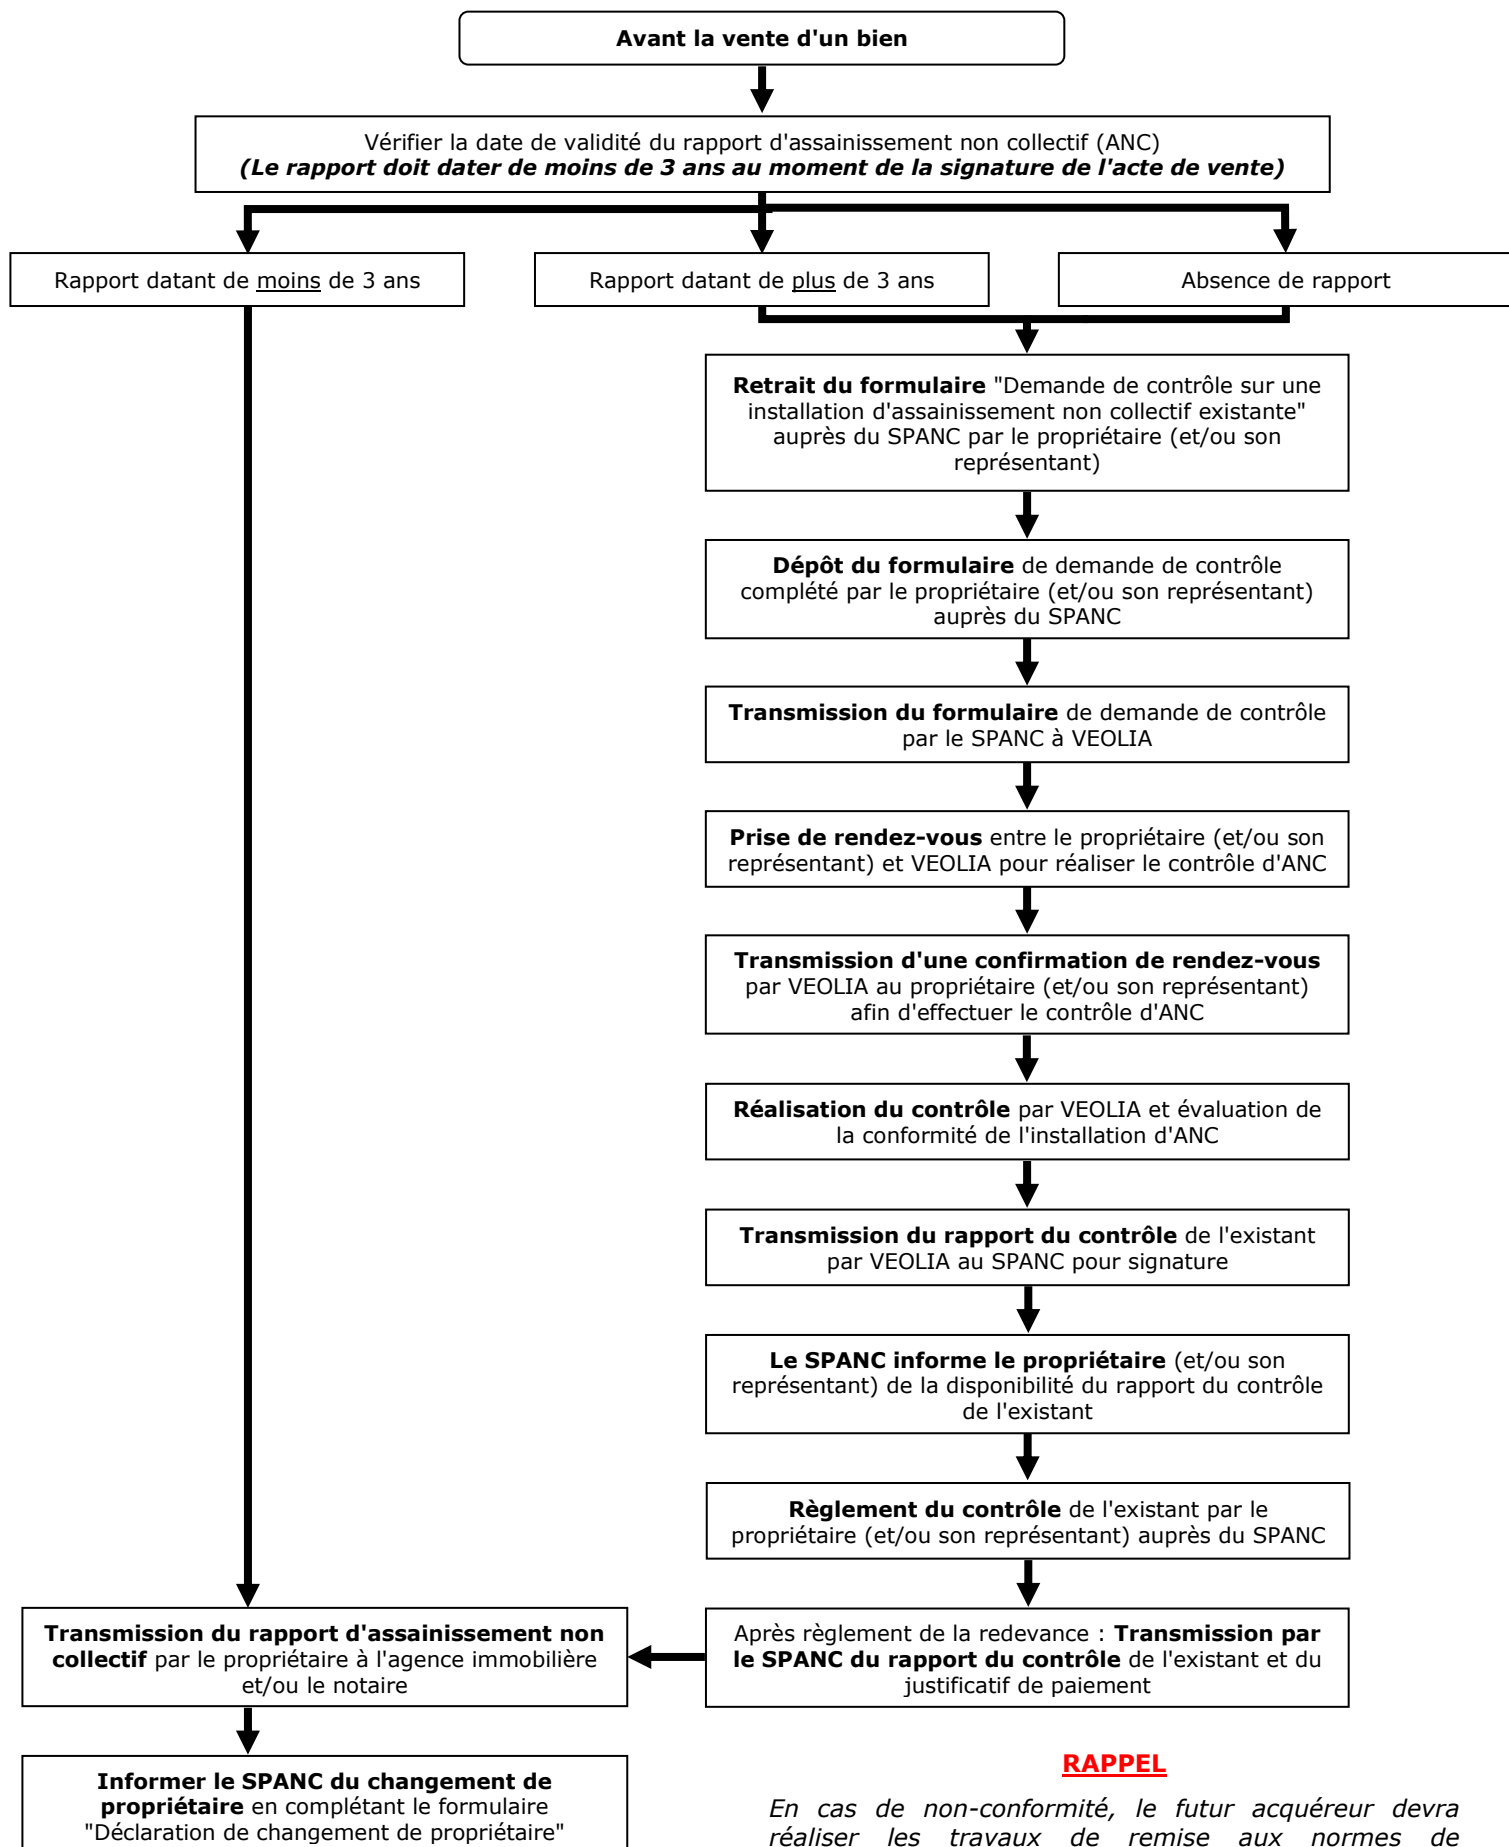 Avant la vente d'un bien
Vérifier la date de validité du rapport d'assainissement non collectif (ANC)
(Le rapport doit dater de moins de 3 ans au moment de la signature de l'acte de vente)
Rapport datant de moins de 3 ans
Rapport datant de plus de 3 ans
Absence de rapport
Retrait du formulaire "Demande de contrôle sur une
installation d'assainissement non collectif existante"
auprès du SPANC par le propriétaire (et/ou son
représentant)
Dépôt du formulaire de demande de contrôle
complété par le propriétaire (et/ou son représentant)
auprès du SPANC
Transmission du formulaire de demande de contrôle
par le SPANC à VEOLIA
Prise de rendez-vous entre le propriétaire (et/ou son
représentant) et VEOLIA pour réaliser le contrôle d'ANC
Transmission d'une confirmation de rendez-vous
par VEOLIA au propriétaire (et/ou son représentant)
afin d'effectuer le contrôle d'ANC
Réalisation du contrôle par VEOLIA et évaluation de
la conformité de l'installation d'ANC
Transmission du rapport du contrôle de l'existant
par VEOLIA au SPANC pour signature
Le SPANC informe le propriétaire (et/ou son
représentant) de la disponibilité du rapport du contrôle
de l'existant
Règlement du contrôle de l'existant par le
propriétaire (et/ou son représentant) auprès du SPANC
Après règlement de la redevance : Transmission par
le SPANC du rapport du contrôle de l'existant et du
justificatif de paiement
Transmission du rapport d'assainissement non
collectif par le propriétaire à l'agence immobilière
et/ou le notaire
Informer le SPANC du changement de
propriétaire en complétant le formulaire
"Déclaration de changement de propriétaire"
RAPPEL
En cas de non-conformité, le futur acquéreur devra
réaliser les travaux de remise aux normes de